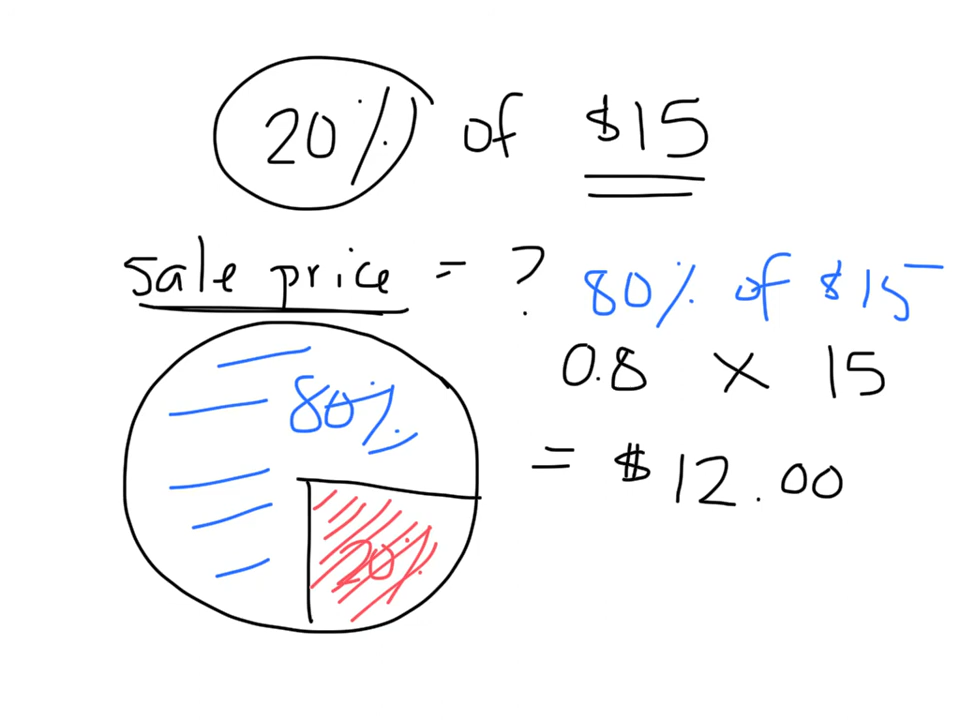 20% of $15
sale price = ? 80% of $15
0.8 × 15
80%
= $12.00
20%